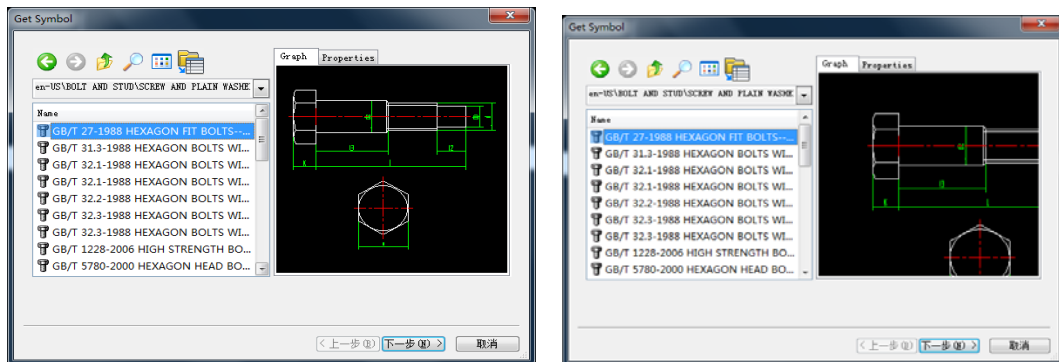 Get Symbol
Graph Properties
en-US\BOLT AND STUD\SCREW AND PLAIN WASHE
Name
GB/T 27-1988 HEXAGON FIT BOLTS--...
GB/T 31.3-1988 HEXAGON BOLTS WI...
GB/T 32.1-1988 HEXAGON BOLTS WI...
GB/T 32.1-1988 HEXAGON BOLTS WI...
GB/T 32.2-1988 HEXAGON BOLTS WI...
GB/T 32.3-1988 HEXAGON BOLTS WI...
GB/T 32.3-1988 HEXAGON BOLTS WI...
GB/T 1228-2006 HIGH STRENGTH BO...
GB/T 5780-2000 HEXAGON HEAD BO...
l3
l2
K
L
<上一步(B) 下一步(N)> 取消
Get Symbol
Graph Properties
en-US\BOLT AND STUD\SCREW AND PLAIN WASHE
Name
GB/T 27-1988 HEXAGON FIT BOLTS--...
GB/T 31.3-1988 HEXAGON BOLTS WI...
GB/T 32.1-1988 HEXAGON BOLTS WI...
GB/T 32.1-1988 HEXAGON BOLTS WI...
GB/T 32.2-1988 HEXAGON BOLTS WI...
GB/T 32.3-1988 HEXAGON BOLTS WI...
GB/T 32.3-1988 HEXAGON BOLTS WI...
GB/T 1228-2006 HIGH STRENGTH BO...
GB/T 5780-2000 HEXAGON HEAD BO...
l3
K
L
<上一步(B) 下一步(N)> 取消